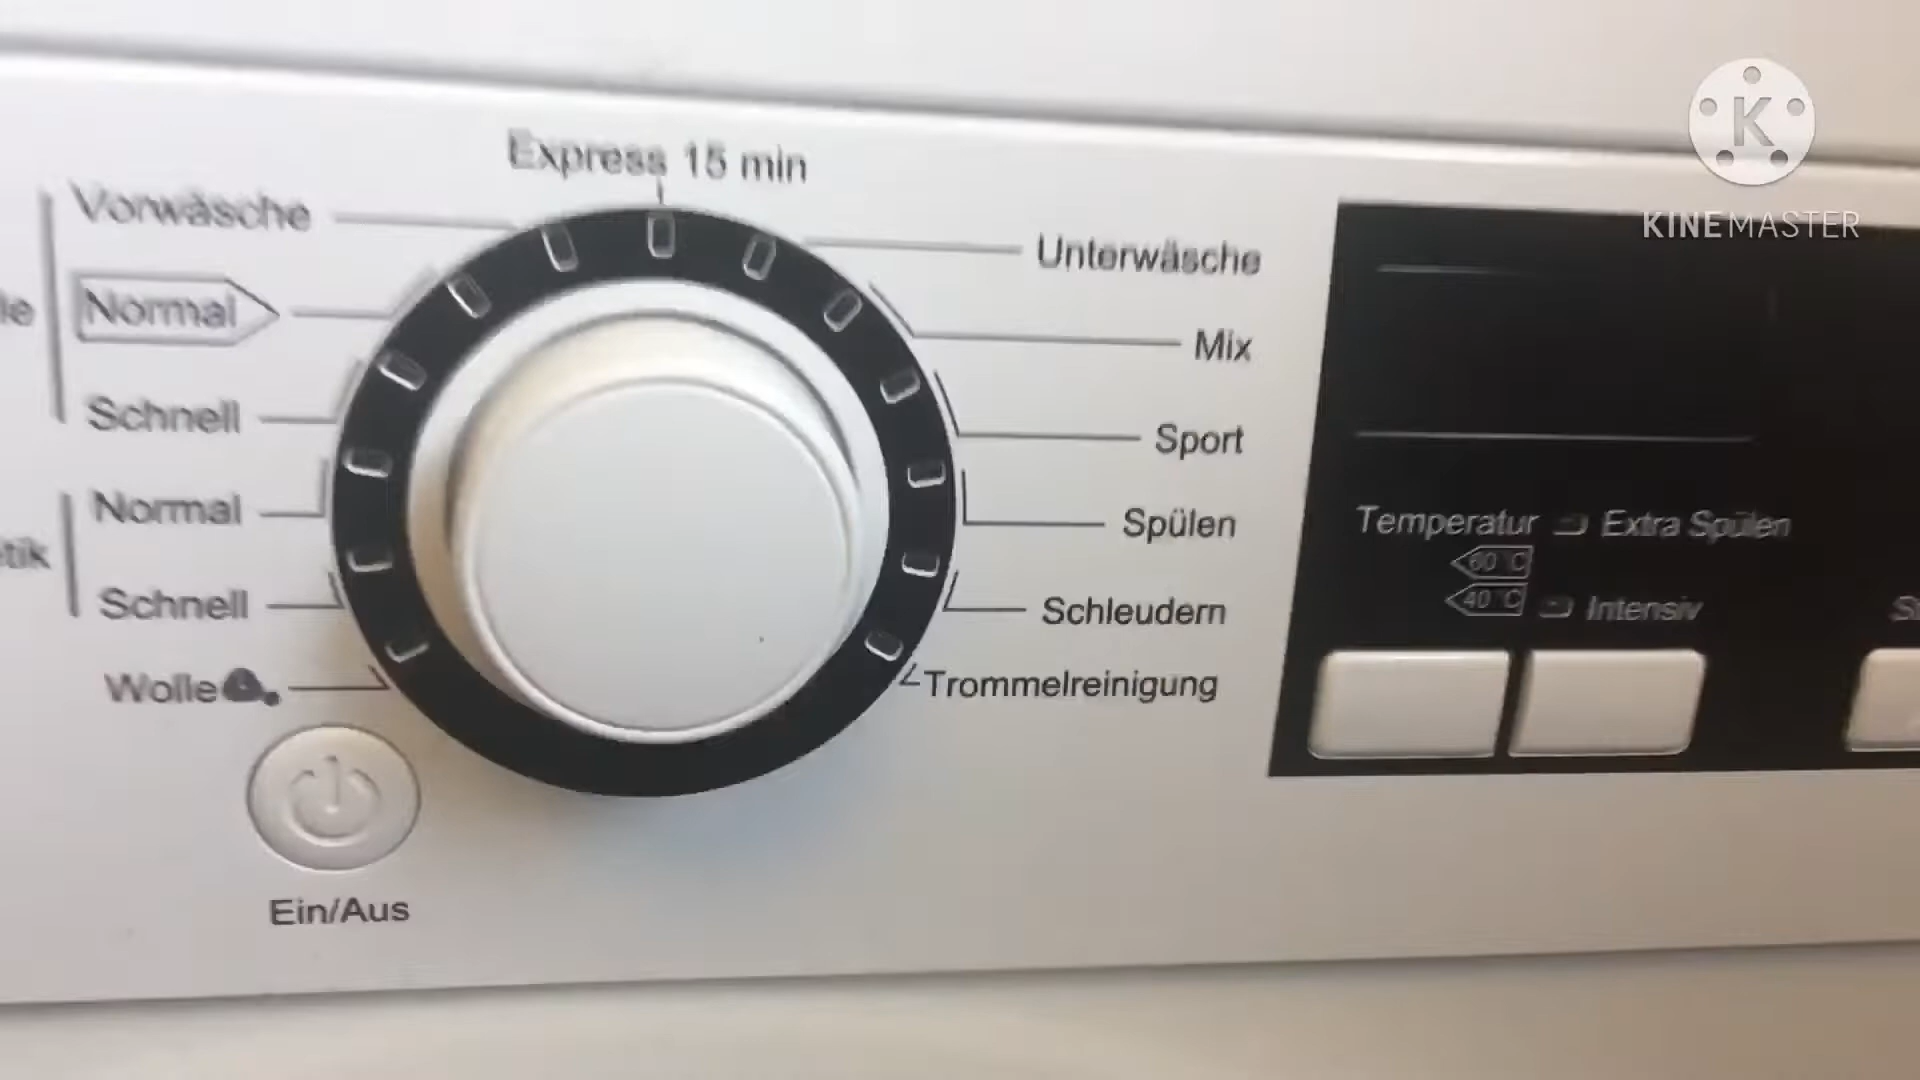 Express 15 min
Vorwäsche
Normal
Schnell
Normal
Schnell
Wolle
Ein/Aus
Unterwäsche
Mix
Sport
Spülen
Schleudern
Trommelreinigung
Temperatur
60°C
40°C
Extra Spülen
Intensiv
K
KINEMASTER